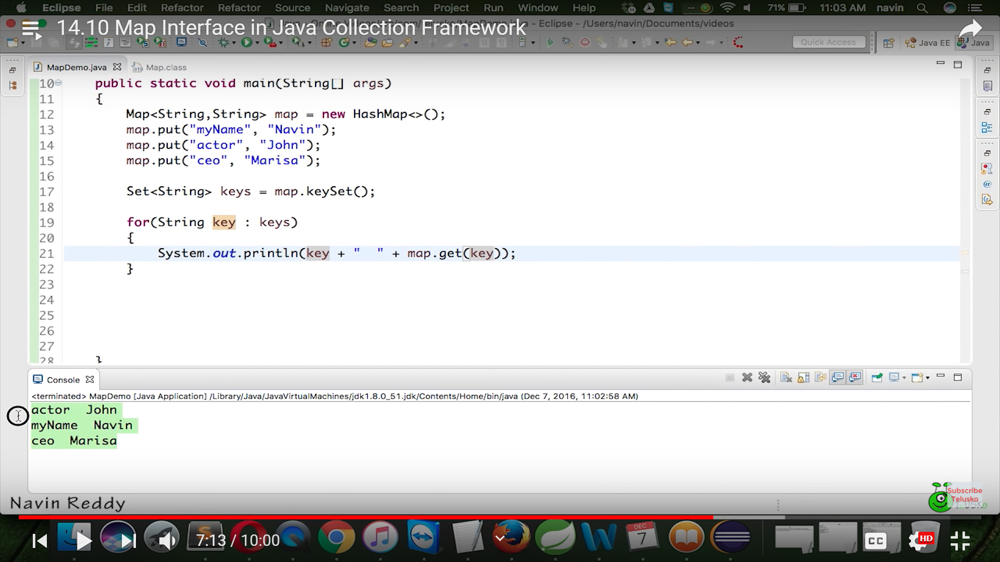 Eclipse File Edit Refactor Refactor Source Navigate Search Project Run Window Help 71% 11:03 AM navin
14.10 Map Interface in Java Collection Framework
- Eclipse - /Users/navin/Documents/videos
Quick Access Java EE Java
MapDemo.java Map.class
10 public static void main(String[] args)
11 {
12 Map<String,String> map = new HashMap<>();
13 map.put("myName", "Navin");
14 map.put("actor", "John");
15 map.put("ceo", "Marisa");
16
17 Set<String> keys = map.keySet();
18
19 for(String key : keys)
20 {
21 System.out.println(key + "  " + map.get(key));
22 }
23
24
25
26
27
28 }
Console
<terminated> MapDemo [Java Application] /Library/Java/JavaVirtualMachines/jdk1.8.0_51.jdk/Contents/Home/bin/java (Dec 7, 2016, 11:02:58 AM)
actor  John
myName  Navin
ceo  Marisa
Navin Reddy
Subscribe
Telusko
7:13 / 10:00
DEC
7
CC
HD